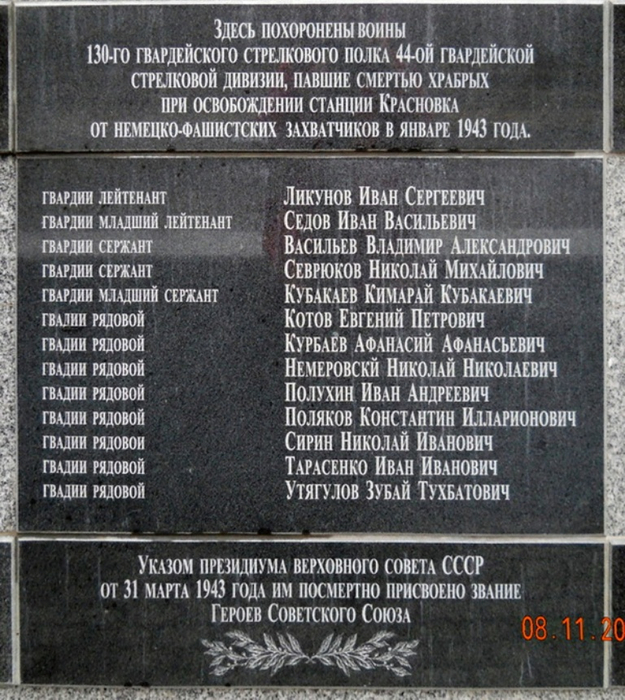 Здесь похоронены воины
130-го гвардейского стрелкового полка 44-ой гвардейской
стрелковой дивизии, павшие смертью храбрых
при освобождении станции Красновка
от немецко-фашистских захватчиков в январе 1943 года.
гвардии лейтенант Ликунов Иван Сергеевич
гвардии младший лейтенант Седов Иван Васильевич
гвардии сержант Васильев Владимир Александрович
гвардии сержант Севрюков Николай Михайлович
гвардии младший сержант Кубакаев Кимарай Кубакаевич
гвалии рядовой Котов Евгений Петрович
гвадии рядовой Курбаёв Афанасий Афанасьевич
гвадии рядовой Немеровскй Николай Николаевич
гвадии рядовой Полухин Иван Андреевич
гвадии рядовой Поляков Константин Илларионович
гвадии рядовои Сирин Николай Иванович
гвадии рядовой Тарасенко Иван Иванович
гвадии рядовой Утягулов Зубай Тухбатович
Указом президиума верховного совета СССР
от 31 марта 1943 года им посмертно присвоено звание
Героев Советского Союза
08.11.20